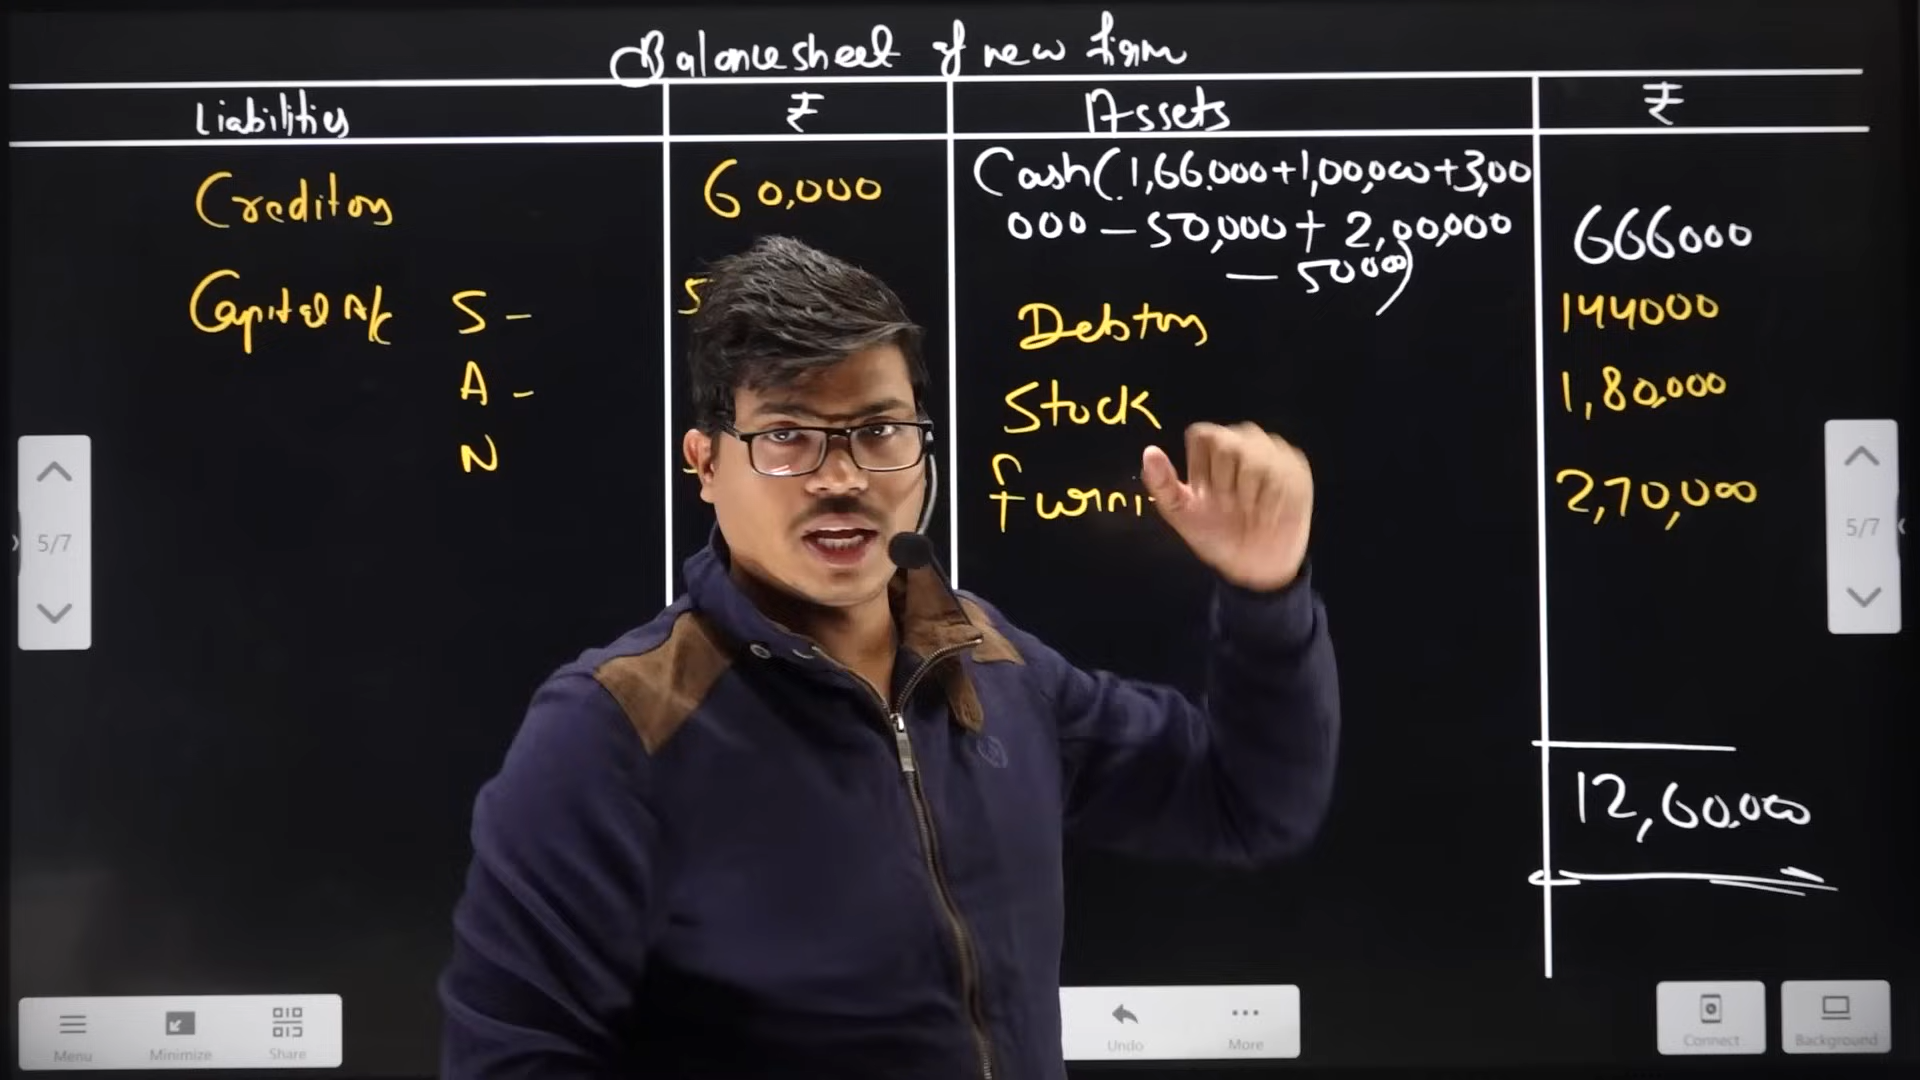 Balance sheet of new firm
Liabilities ₹ Assets ₹
Creditors 60,000 Cash (1,66,000+1,00,000+3,00
000 - 50,000 + 2,00,000 666000
- 50000)
Capital A/c S - Debtors 144000
A - Stock 1,80,000
N 2,70,000
12,60,000
5/7
5/7
Menu Minimize Share Undo More Connect Background